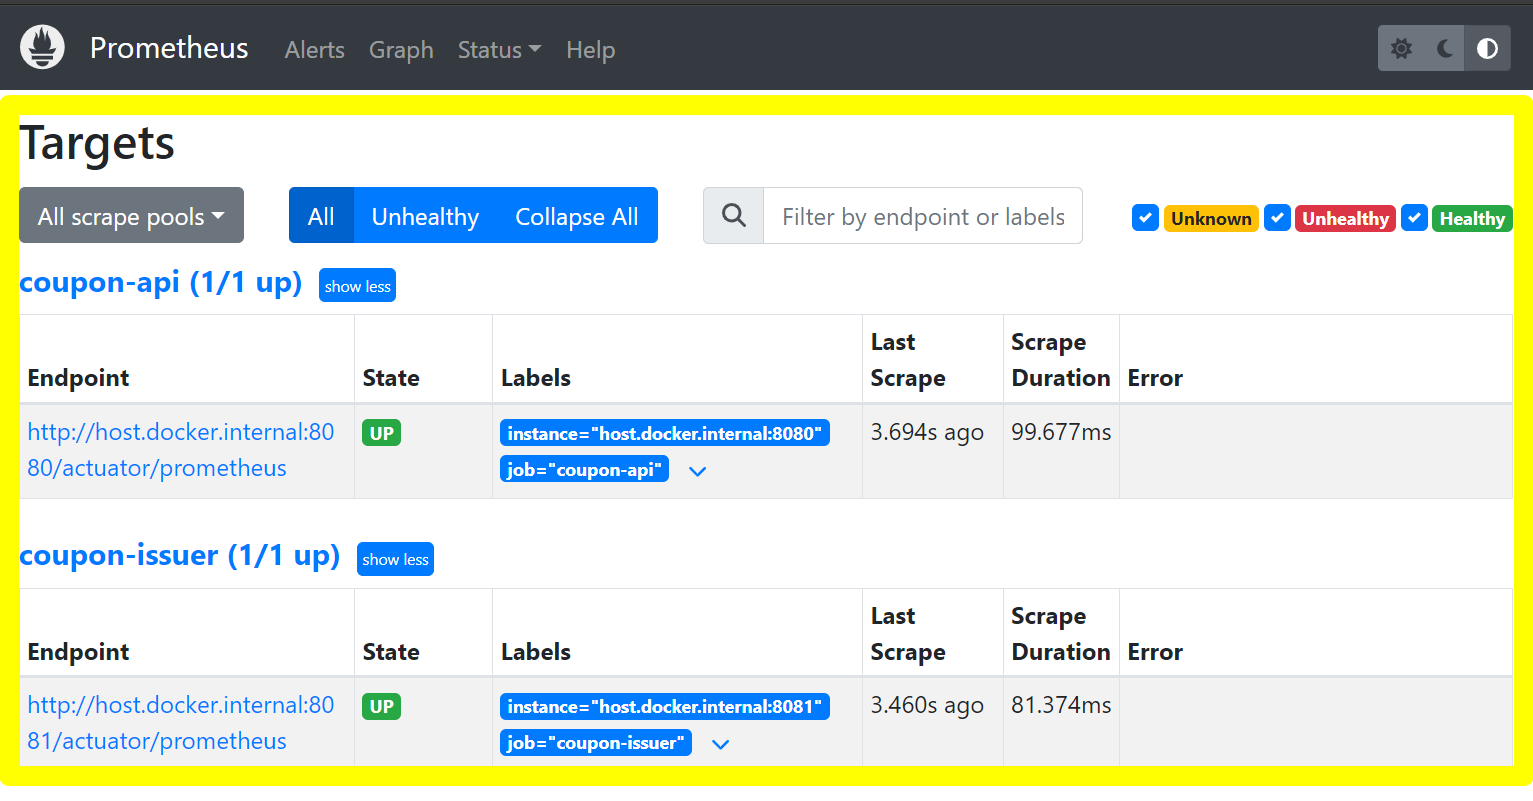 Prometheus Alerts Graph Status Help
Targets
All scrape pools All Unhealthy Collapse All Filter by endpoint or labels Unknown Unhealthy Healthy
coupon-api (1/1 up) show less
Endpoint State Labels Last Scrape Scrape Duration Error
http://host.docker.internal:80
80/actuator/prometheus
UP
instance="host.docker.internal:8080"
job="coupon-api"
3.694s ago
99.677ms
coupon-issuer (1/1 up) show less
Endpoint State Labels Last Scrape Scrape Duration Error
http://host.docker.internal:80
81/actuator/prometheus
UP
instance="host.docker.internal:8081"
job="coupon-issuer"
3.460s ago
81.374ms